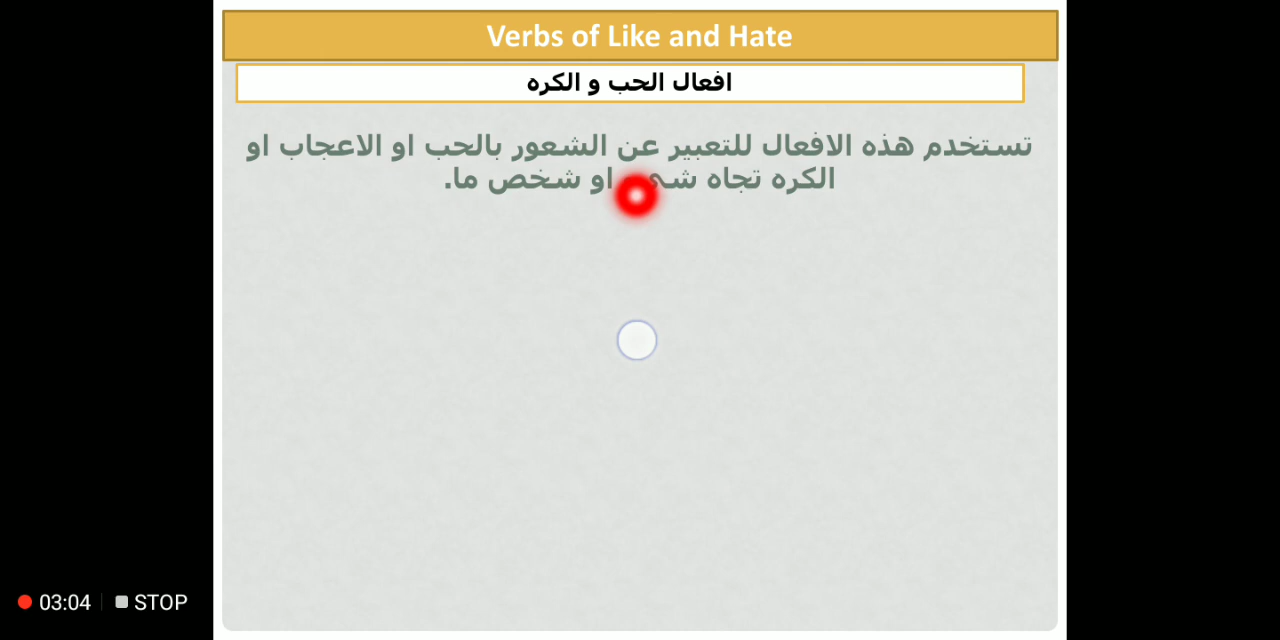 Verbs of Like and Hate
افعال الحب و الكره
تستخدم هذه الافعال للتعبير عن الشعور بالحب او الاعجاب او
الكره تجاه او شخص ما.
03:04
STOP